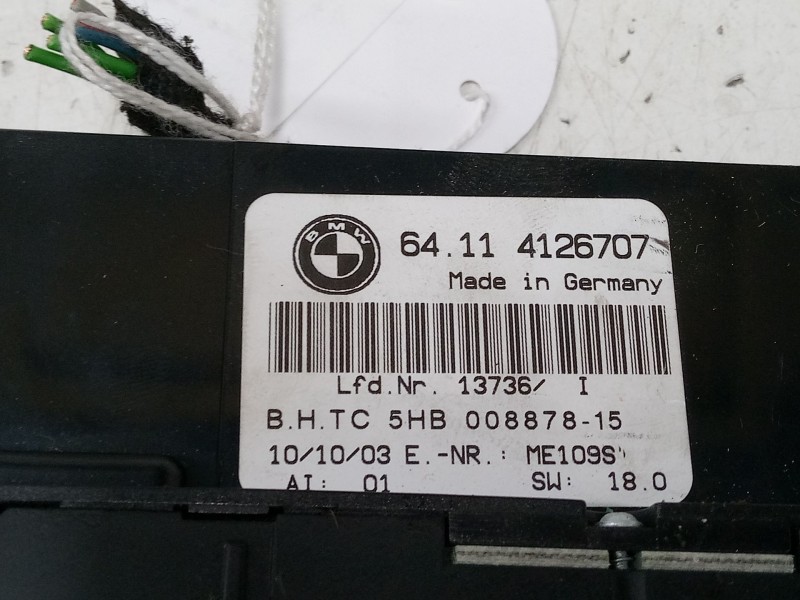 BMW
64.11 4126707
Made in Germany
Lfd.Nr. 13736/ I
B.H.TC 5HB 008878-15
10/10/03 E.-NR.: ME109S
AI: 01 SW: 18.0